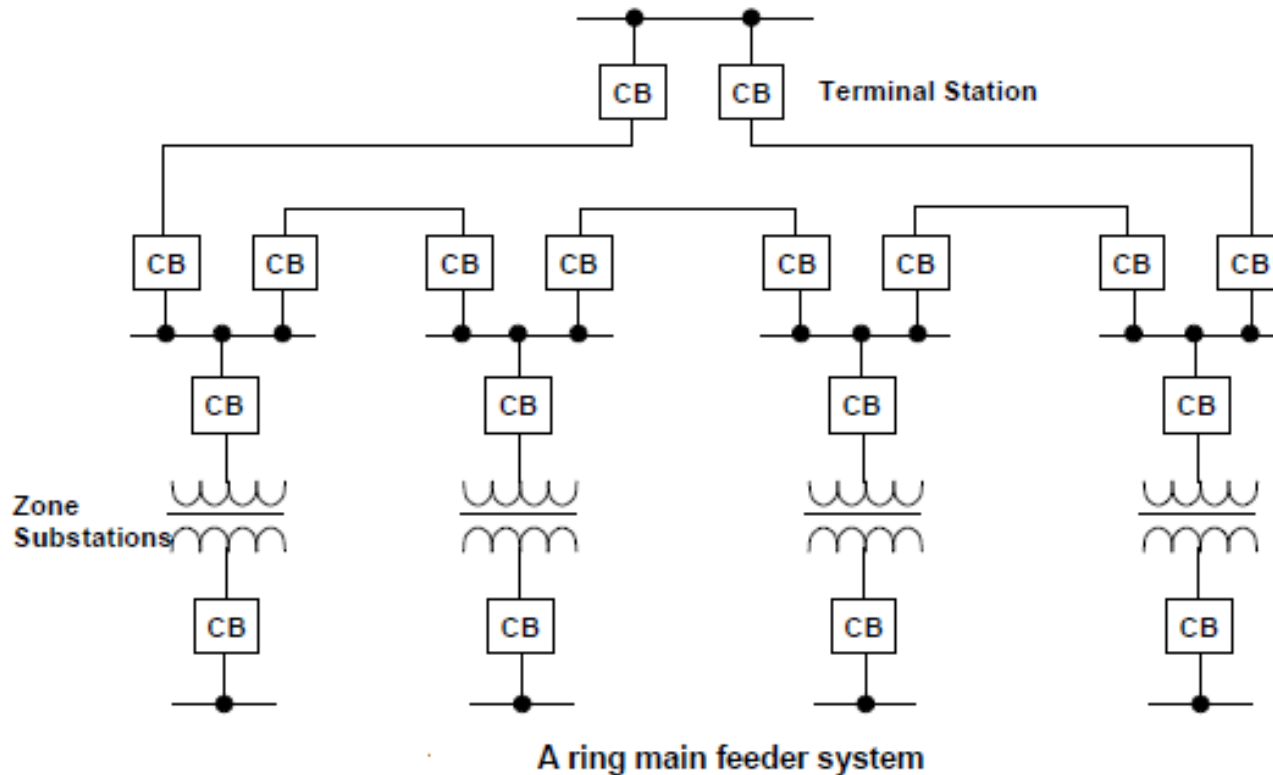 CB CB Terminal Station
CB CB CB CB CB CB CB CB
CB CB CB CB
Zone
Substations
CB CB CB CB
A ring main feeder system